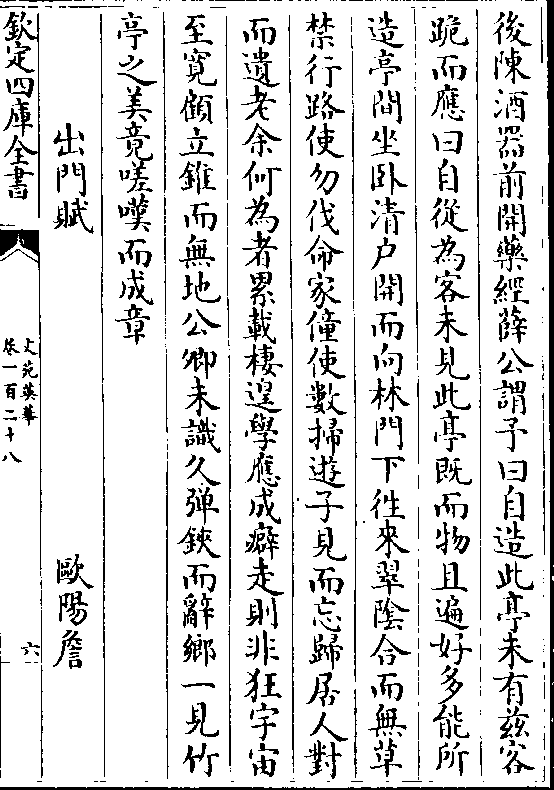 後陳酒器前開藥經薛公謂予曰自造此亭未有兹客
跪而應曰自從為客未見此亭既而物且遍好多能所
造亭間坐卧清户開而向林門下徃來翠陰合而無草
禁行路使勿伐命家僮使數掃遊子見而忘歸居人對
而遺老余何為者累載棲遑學應成癖走則非狂宇宙
至寛顧立錐而無地公卿未識久彈鋏而辭鄉一見竹
亭之美竟嗟嘆而成章
出門賦　歐陽詹
欽定四庫全書
文苑英華
卷一百二十八
六